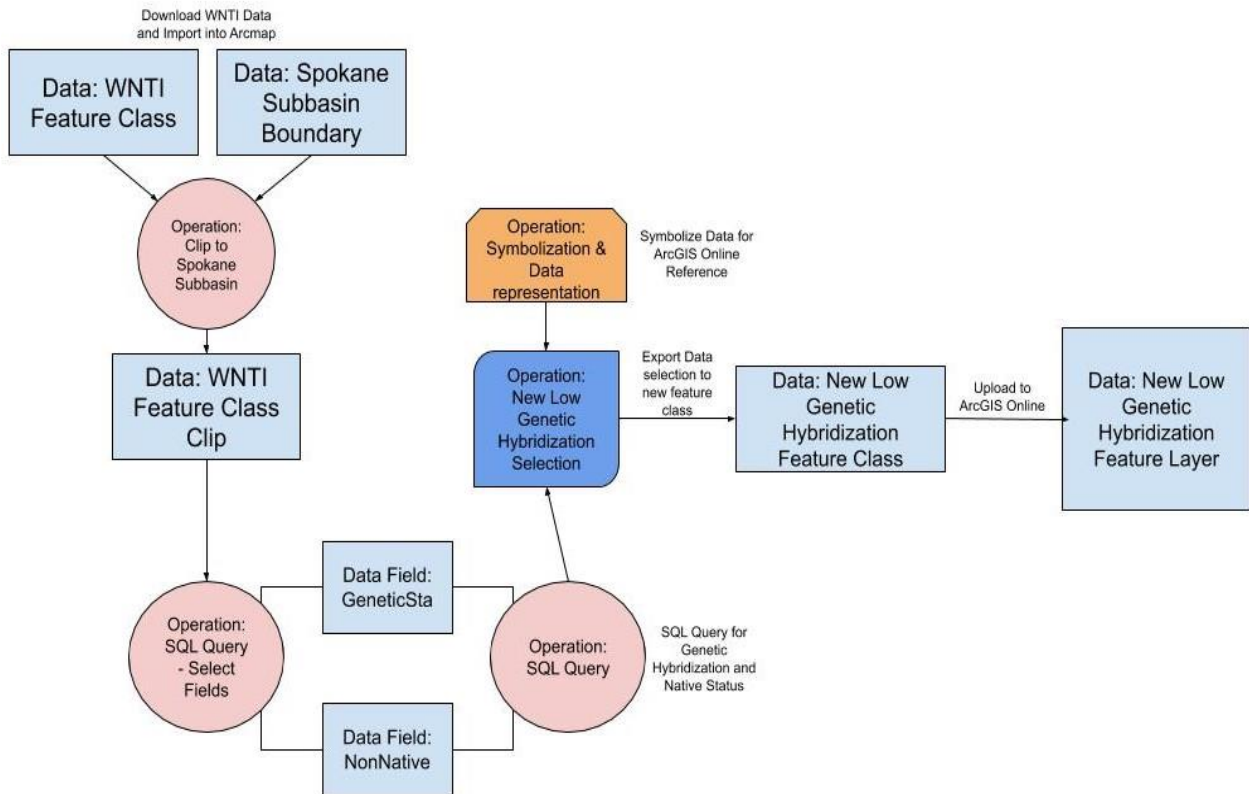 Download WNTI Data
and Import into Arcmap
Data: WNTI
Feature Class
Data: Spokane
Subbasin
Boundary
Operation:
Clip to
Spokane
Subbasin
Data: WNTI
Feature Class
Clip
Operation:
SQL Query
- Select
Fields
Data Field:
GeneticSta
Data Field:
NonNative
Operation:
SQL Query
SQL Query for
Genetic
Hybridization and
Native Status
Operation:
Symbolization &
Data
representation
Symbolize Data for
ArcGIS Online
Reference
Operation:
New Low
Genetic
Hybridization
Selection
Export Data
selection to
new feature
class
Data: New Low
Genetic
Hybridization
Feature Class
Upload to
ArcGIS Online
Data: New Low
Genetic
Hybridization
Feature Layer